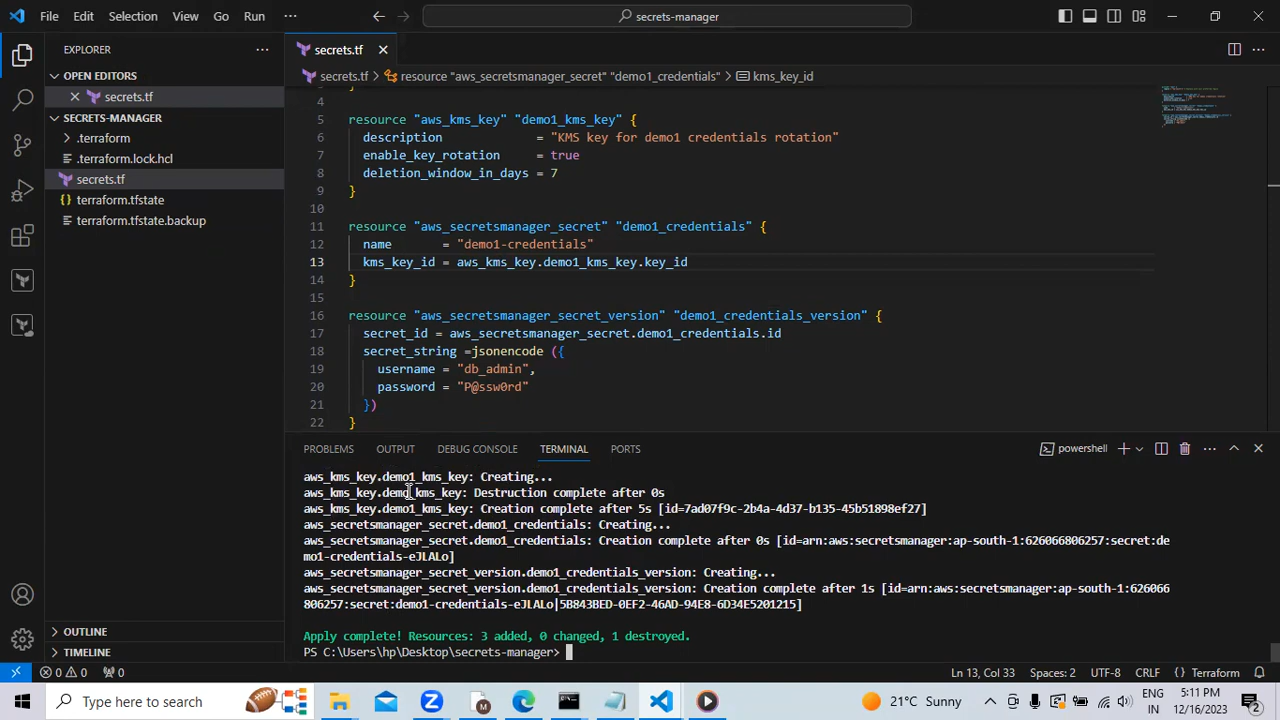 File Edit Selection View Go Run ··· secrets-manager
EXPLORER
OPEN EDITORS
secrets.tf
SECRETS-MANAGER
.terraform
.terraform.lock.hcl
secrets.tf
terraform.tfstate
terraform.tfstate.backup
OUTLINE
TIMELINE
secrets.tf
secrets.tf > resource "aws_secretsmanager_secret" "demo1_credentials" > kms_key_id
4
5 resource "aws_kms_key" "demo1_kms_key" {
6 description = "KMS key for demo1 credentials rotation"
7 enable_key_rotation = true
8 deletion_window_in_days = 7
9 }
10
11 resource "aws_secretsmanager_secret" "demo1_credentials" {
12 name = "demo1-credentials"
13 kms_key_id = aws_kms_key.demo1_kms_key.key_id
14 }
15
16 resource "aws_secretsmanager_secret_version" "demo1_credentials_version" {
17 secret_id = aws_secretsmanager_secret.demo1_credentials.id
18 secret_string =jsonencode ({
19 username = "db_admin",
20 password = "P@ssw0rd"
21 })
22 }
PROBLEMS OUTPUT DEBUG CONSOLE TERMINAL PORTS powershell
aws_kms_key.demo1_kms_key: Creating...
aws_kms_key.demo_kms_key: Destruction complete after 0s
aws_kms_key.demo1_kms_key: Creation complete after 5s [id=7ad07f9c-2b4a-4d37-b135-45b51898ef27]
aws_secretsmanager_secret.demo1_credentials: Creating...
aws_secretsmanager_secret.demo1_credentials: Creation complete after 0s [id=arn:aws:secretsmanager:ap-south-1:626066806257:secret:de
mo1-credentials-eJLALo]
aws_secretsmanager_secret_version.demo1_credentials_version: Creating...
aws_secretsmanager_secret_version.demo1_credentials_version: Creation complete after 1s [id=arn:aws:secretsmanager:ap-south-1:626066
806257:secret:demo1-credentials-eJLALo|5B843BED-0EF2-46AD-94E8-6D34E5201215]
Apply complete! Resources: 3 added, 0 changed, 1 destroyed.
PS C:\Users\hp\Desktop\secrets-manager>
0 0 0 Ln 13, Col 33 Spaces: 2 UTF-8 CRLF {} Terraform
Type here to search
21°C Sunny
ENG
IN
5:11 PM
12/16/2023
2